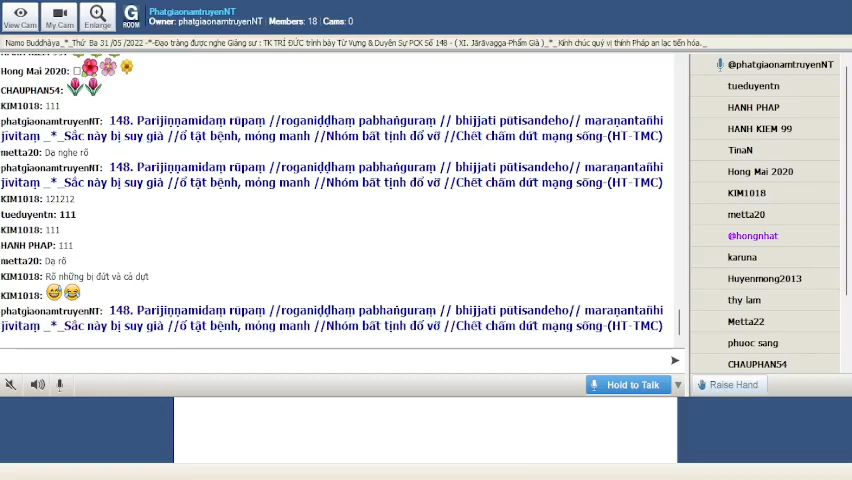 PhatgiaonamtruyenNT
Owner: phatgiaonamtruyenNT | Members: 18 | Cams: 0
View Cam
My Cam
Enlarge
G ROOM
Namo Buddhàya_*_Thứ Ba 31 /05 /2022 -*-Đạo tràng được nghe Giảng sư : TK TRÍ ĐỨC trình bày Từ Vựng & Duyên Sự PCK Số 148 - ( XI. Jārāvagga-Phẩm Già )_*_ Kính chúc quý vị thính Pháp an lạc tiến hóa._
Hong Mai 2020:
CHAUPHAN54:
KIM1018: 111
phatgiaonamtruyenNT: 148. Parijiṇṇamidaṃ rūpaṃ //roganiḍḍhaṃ pabhaṅguraṃ // bhijjati pūtisandeho// maraṇantañhi
jīvitaṃ _*_Sắc này bị suy già //ổ tật bệnh, mỏng manh //Nhóm bất tịnh đổ vỡ //Chết chấm dứt mạng sống-(HT-TMC)
metta20: Dạ nghe rõ
phatgiaonamtruyenNT: 148. Parijiṇṇamidaṃ rūpaṃ //roganiḍḍhaṃ pabhaṅguraṃ // bhijjati pūtisandeho// maraṇantañhi
jīvitaṃ _*_Sắc này bị suy già //ổ tật bệnh, mỏng manh //Nhóm bất tịnh đổ vỡ //Chết chấm dứt mạng sống-(HT-TMC)
KIM1018: 121212
tueduyentn: 111
KIM1018: 111
HẠNH PHAP: 111
metta20: Dạ rõ
KIM1018: Rõ những bị đứt và cà dựt
KIM1018:
phatgiaonamtruyenNT: 148. Parijiṇṇamidaṃ rūpaṃ //roganiḍḍhaṃ pabhaṅguraṃ // bhijjati pūtisandeho// maraṇantañhi
jīvitaṃ _*_Sắc này bị suy già //ổ tật bệnh, mỏng manh //Nhóm bất tịnh đổ vỡ //Chết chấm dứt mạng sống-(HT-TMC)
Hold to Talk
@phatgiaonamtruyenNT
tueduyentn
HẠNH PHAP
HẠNH KIEM 99
TinaN
Hong Mai 2020
KIM1018
metta20
@hongnhat
karuna
Huyenmong2013
thy lam
Metta22
phuoc sang
CHAUPHAN54
Raise Hand